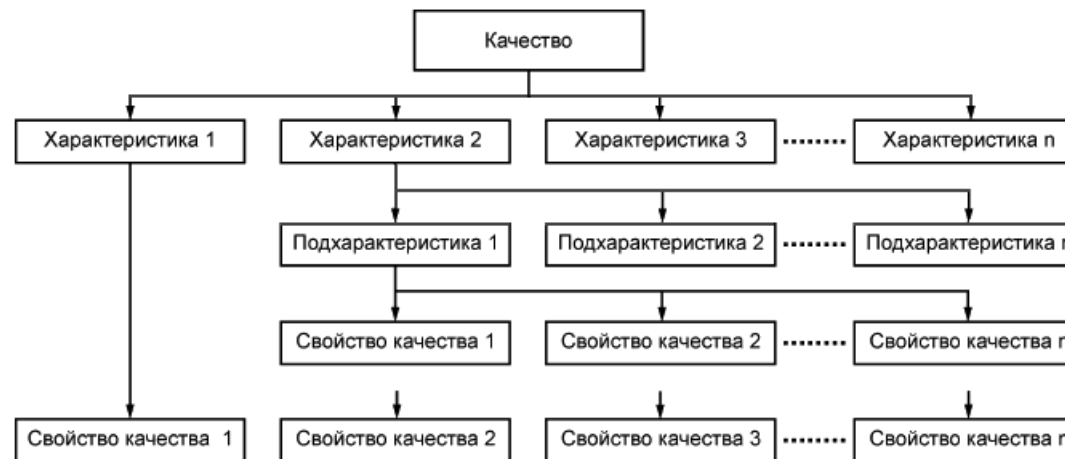 Качество
Характеристика 1
Характеристика 2
Характеристика 3
Характеристика n
Подхарактеристика 1
Подхарактеристика 2
Подхарактеристика n
Свойство качества 1
Свойство качества 2
Свойство качества n
Свойство качества 1
Свойство качества 2
Свойство качества 3
Свойство качества n